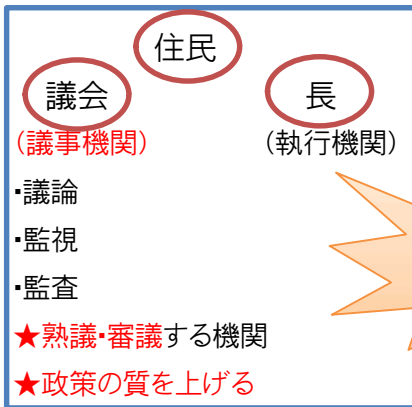 住民
議会 長
(議事機関) (執行機関)
・議論
・監視
・監査
★熟議・審議する機関
★政策の質を上げる